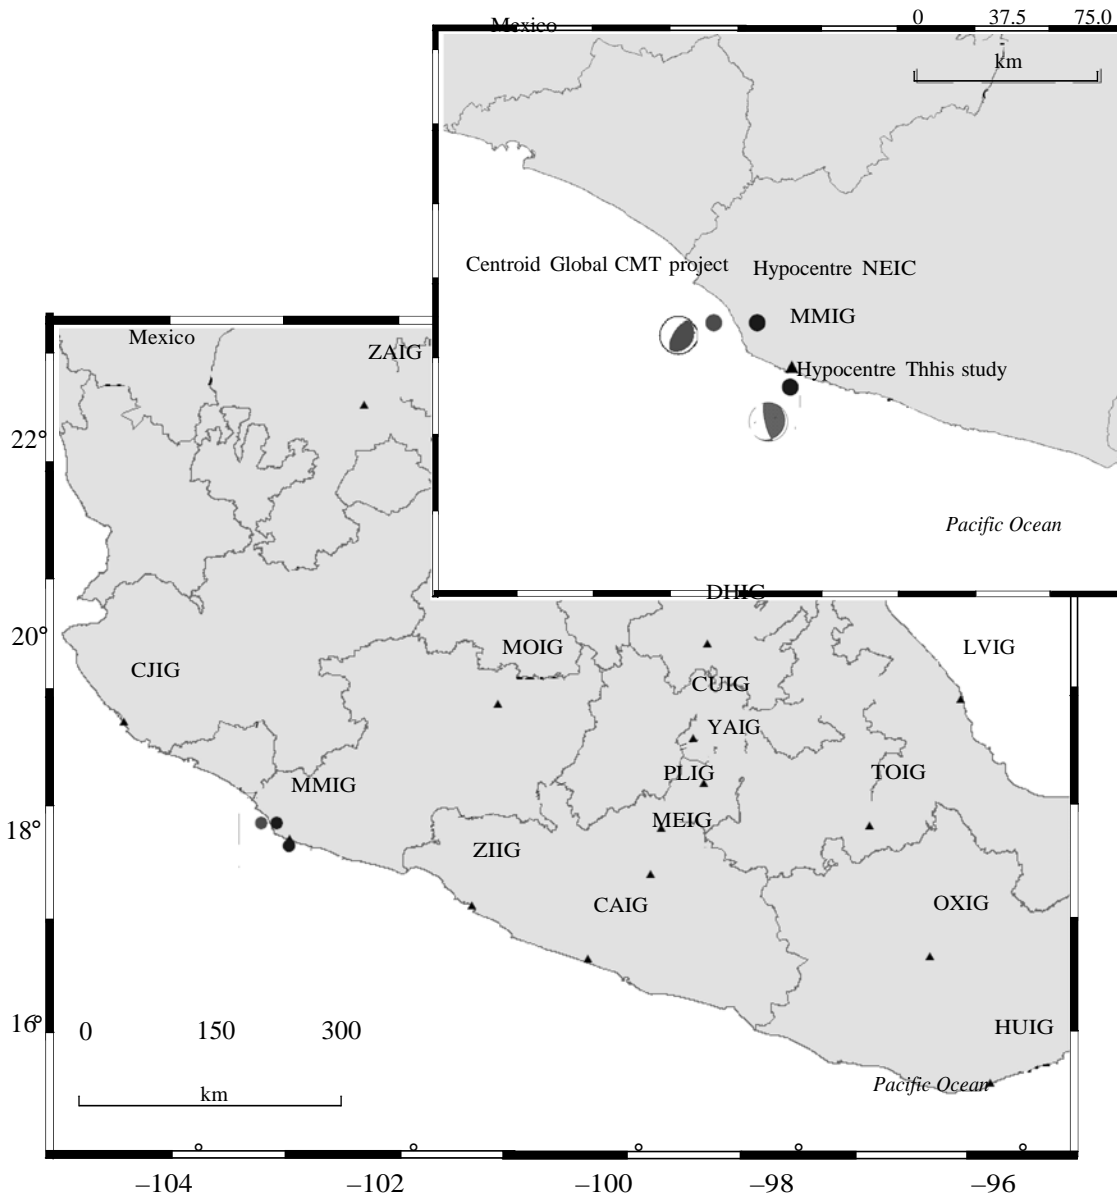 0 37.5 75.0
Mexico
km
Centroid Global CMT project
Hypocentre NEIC
MMIG
Hypocentre Thhis study
Pacific Ocean
Mexico
ZAIG
22°
DHIG
20°
MOIG
LVIG
CJIG
CUIG
YAIG
PLIG
TOIG
MMIG
18°
MEIG
ZIIG
CAIG
OXIG
16°
0 150 300
HUIG
Pacific Ocean
km
–104 –102 –100 –98 –96